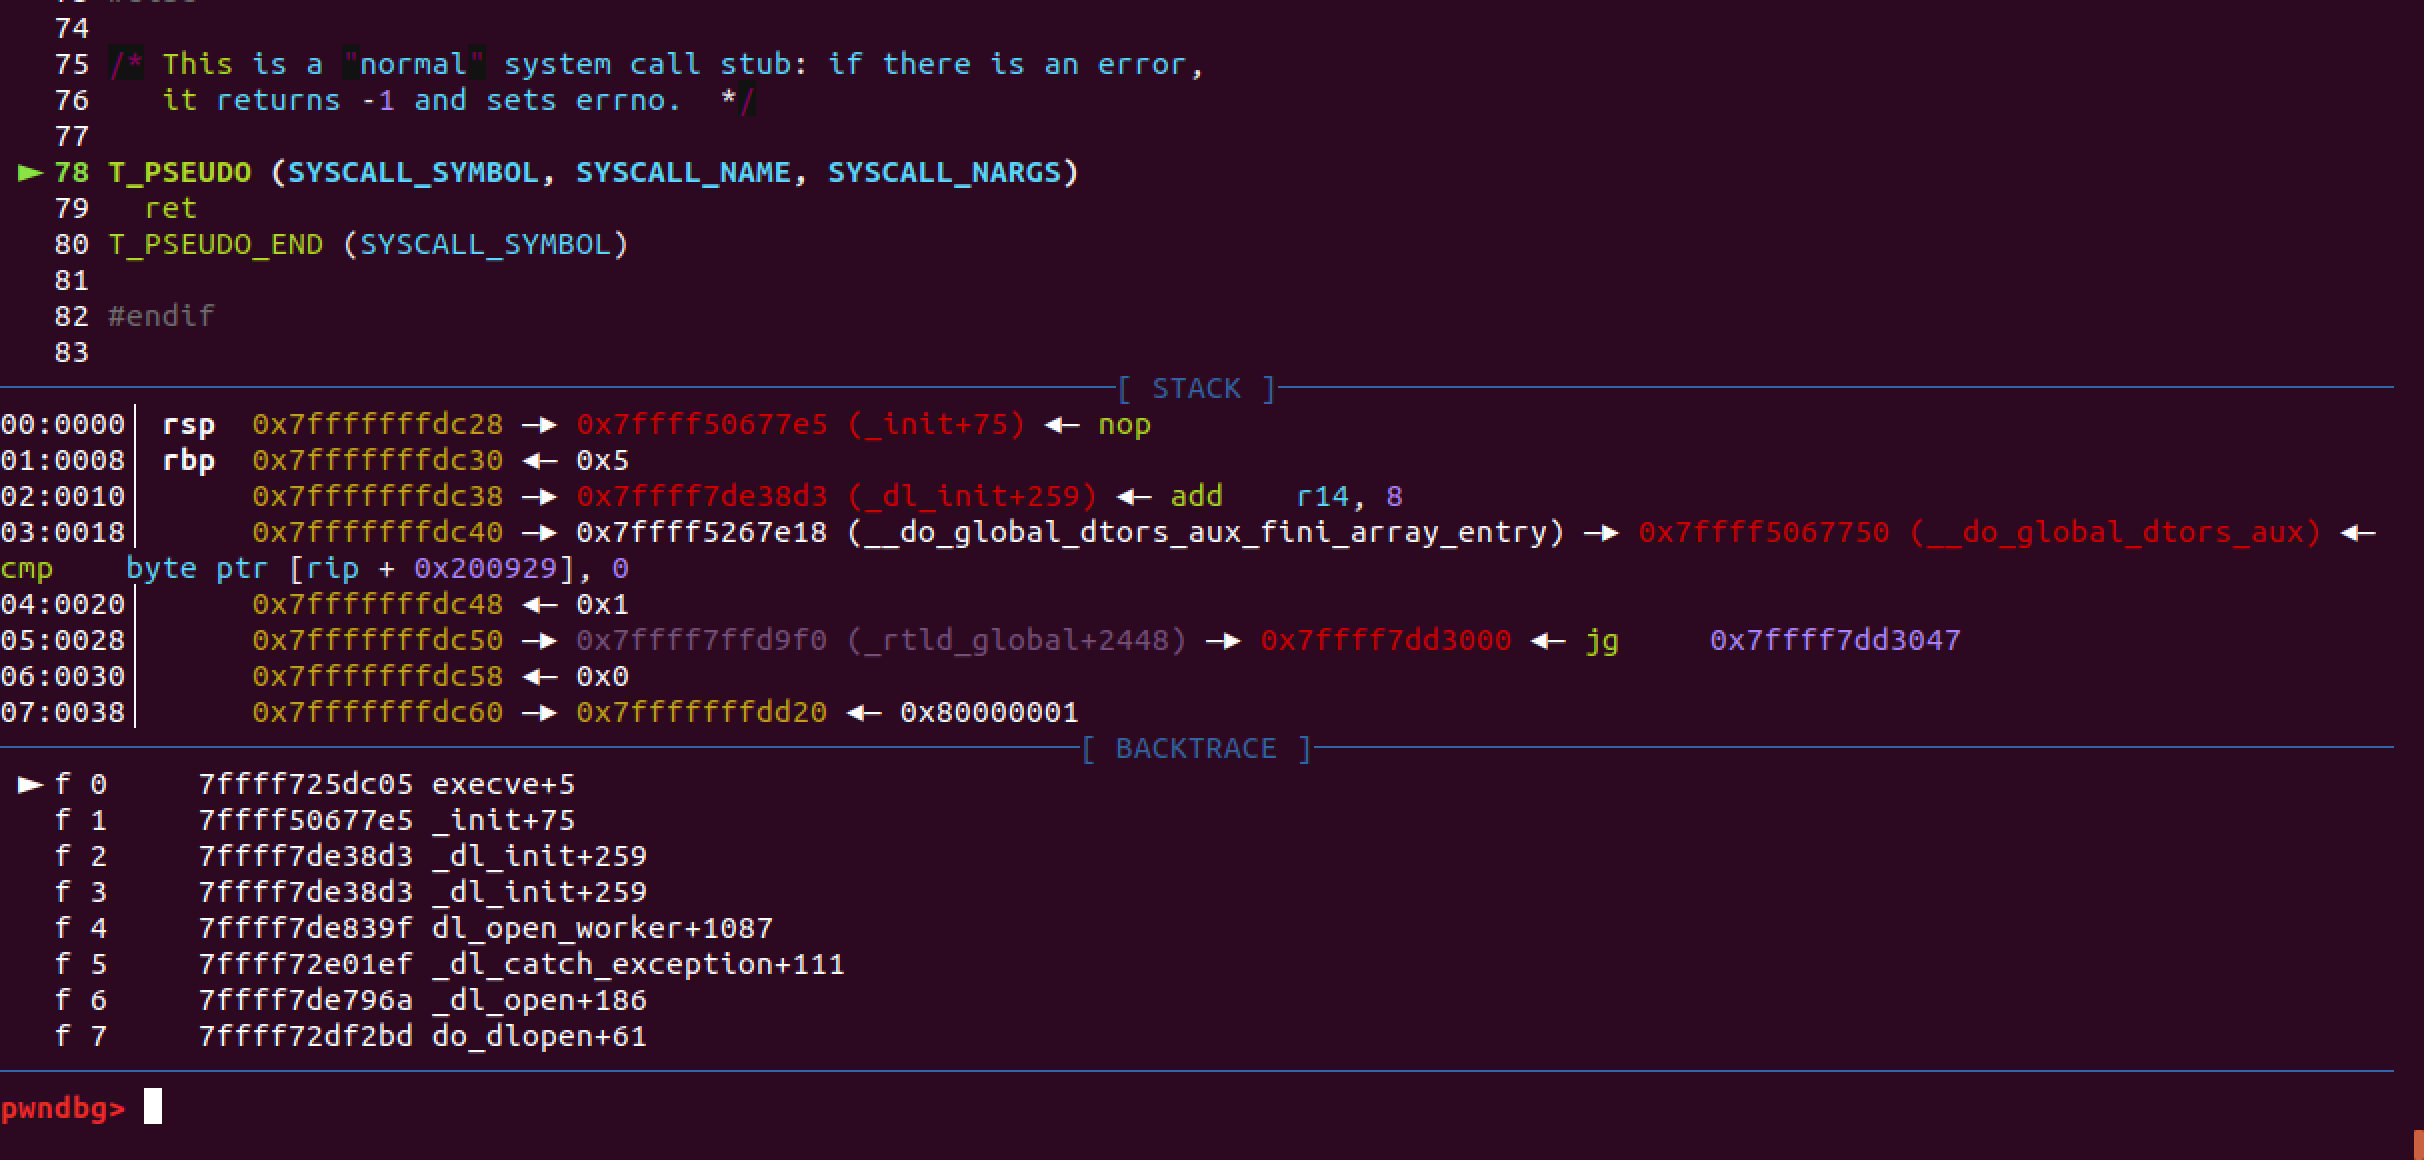 74
75 /* This is a "normal" system call stub: if there is an error,
76    it returns -1 and sets errno.  */
77
► 78 T_PSEUDO (SYSCALL_SYMBOL, SYSCALL_NAME, SYSCALL_NARGS)
79   ret
80 T_PSEUDO_END (SYSCALL_SYMBOL)
81
82 #endif
83
[ STACK ]
00:0000│ rsp  0x7fffffffdc28 —► 0x7ffff50677e5 (_init+75) ◄— nop
01:0008│ rbp  0x7fffffffdc30 ◄— 0x5
02:0010│      0x7fffffffdc38 —► 0x7ffff7de38d3 (_dl_init+259) ◄— add    r14, 8
03:0018│      0x7fffffffdc40 —► 0x7ffff5267e18 (__do_global_dtors_aux_fini_array_entry) —► 0x7ffff5067750 (__do_global_dtors_aux) ◄—
cmp    byte ptr [rip + 0x200929], 0
04:0020│      0x7fffffffdc48 ◄— 0x1
05:0028│      0x7fffffffdc50 —► 0x7ffff7ffd9f0 (_rtld_global+2448) —► 0x7ffff7dd3000 ◄— jg     0x7ffff7dd3047
06:0030│      0x7fffffffdc58 ◄— 0x0
07:0038│      0x7fffffffdc60 —► 0x7fffffffdd20 ◄— 0x80000001
[ BACKTRACE ]
► f 0     7ffff725dc05 execve+5
f 1     7ffff50677e5 _init+75
f 2     7ffff7de38d3 _dl_init+259
f 3     7ffff7de38d3 _dl_init+259
f 4     7ffff7de839f dl_open_worker+1087
f 5     7ffff72e01ef _dl_catch_exception+111
f 6     7ffff7de796a _dl_open+186
f 7     7ffff72df2bd do_dlopen+61
pwndbg>